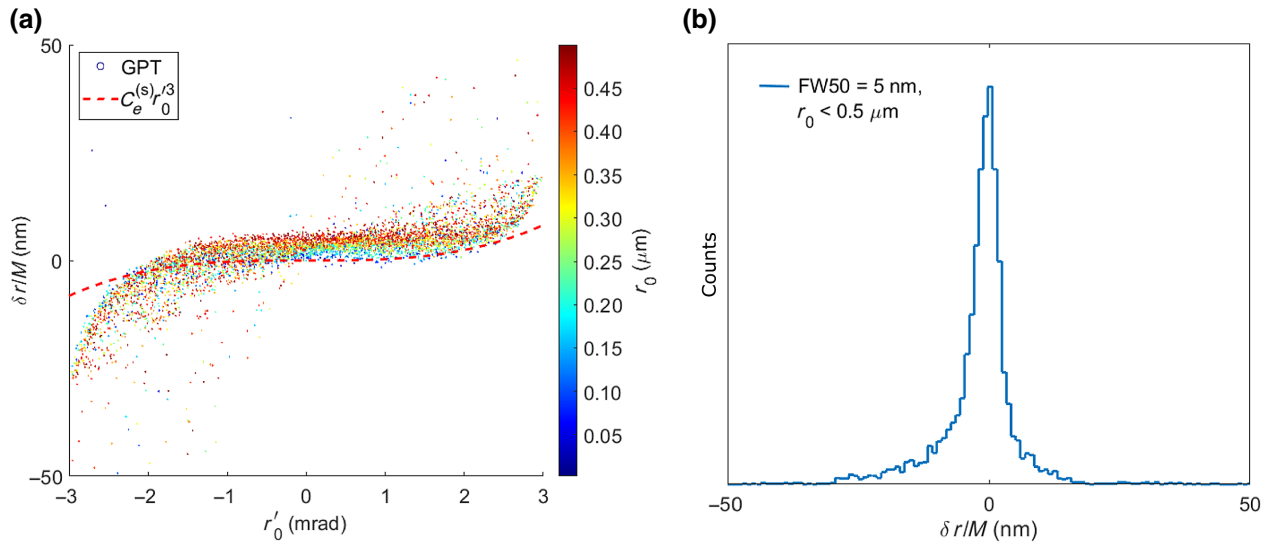 (a)
50
0
−50
δ r/M (nm)
GPT
C_e^(s) r′_0^3
−3
−2
−1
0
1
2
3
r′_0 (mrad)
0.45
0.40
0.35
0.30
0.25
0.20
0.15
0.10
0.05
r_0 (μm)
(b)
Counts
FW50 = 5 nm,
r_0 < 0.5 μm
−50
0
50
δ r/M (nm)